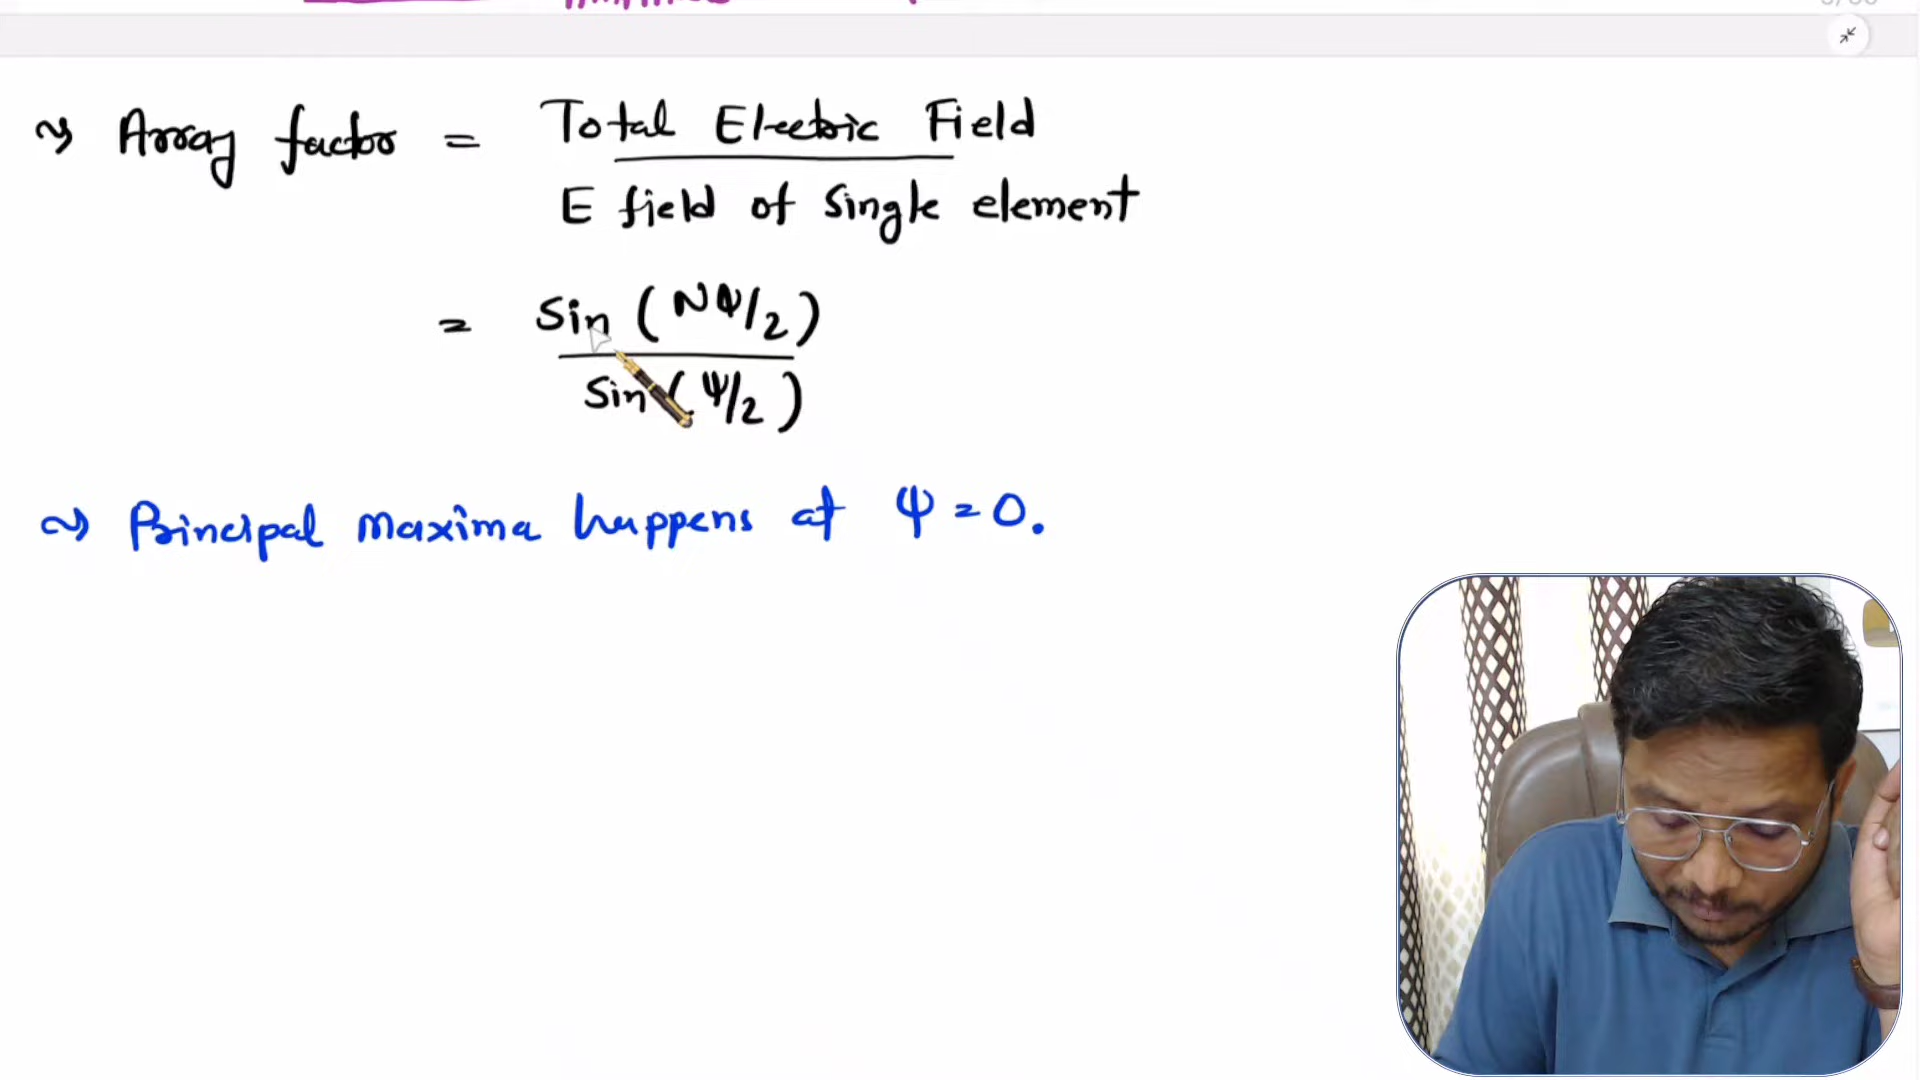 ~> Array factor = Total Electric Field
E field of single element
= Sin (Nψ/2)
Sin (ψ/2)
~> Principal maxima happens at ψ = 0.